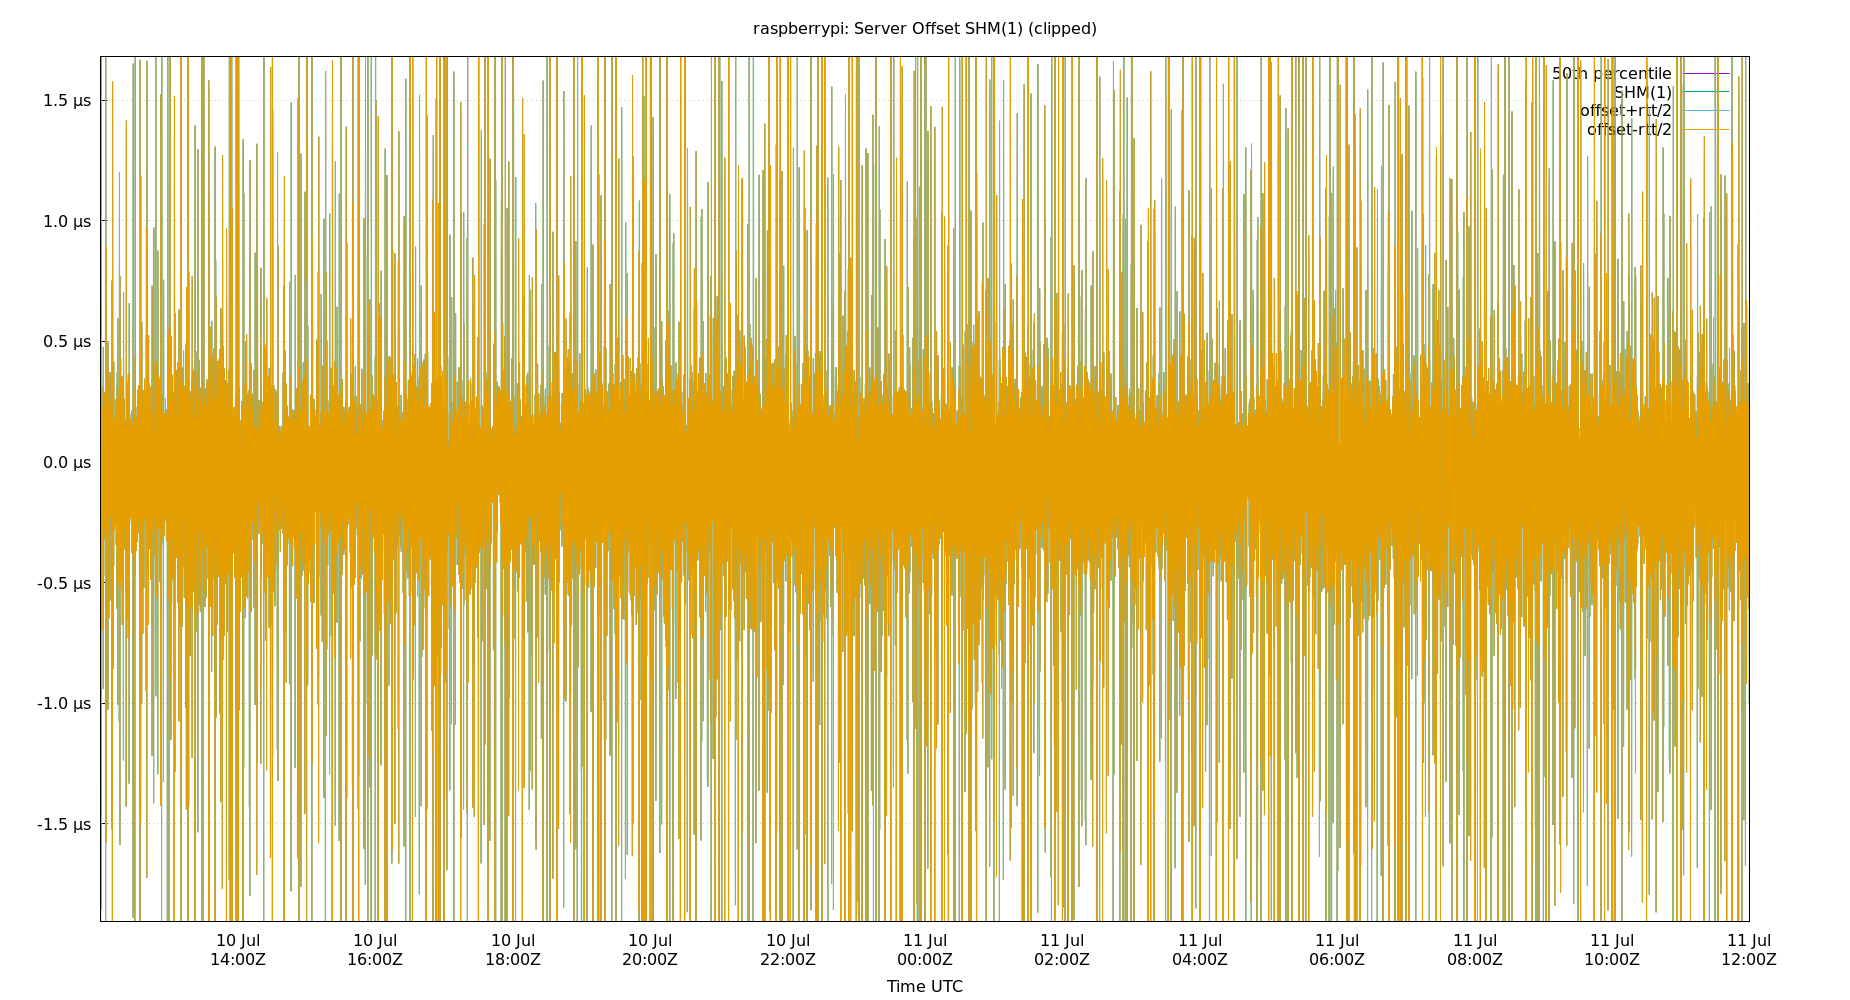 raspberrypi: Server Offset SHM(1) (clipped)
50th percentile
SHM(1)
offset+rtt/2
offset-rtt/2
1.5 µs
1.0 µs
0.5 µs
0.0 µs
-0.5 µs
-1.0 µs
-1.5 µs
10 Jul 10 Jul 10 Jul 10 Jul 10 Jul 11 Jul 11 Jul 11 Jul 11 Jul 11 Jul 11 Jul 11 Jul
14:00Z 16:00Z 18:00Z 20:00Z 22:00Z 00:00Z 02:00Z 04:00Z 06:00Z 08:00Z 10:00Z 12:00Z
Time UTC